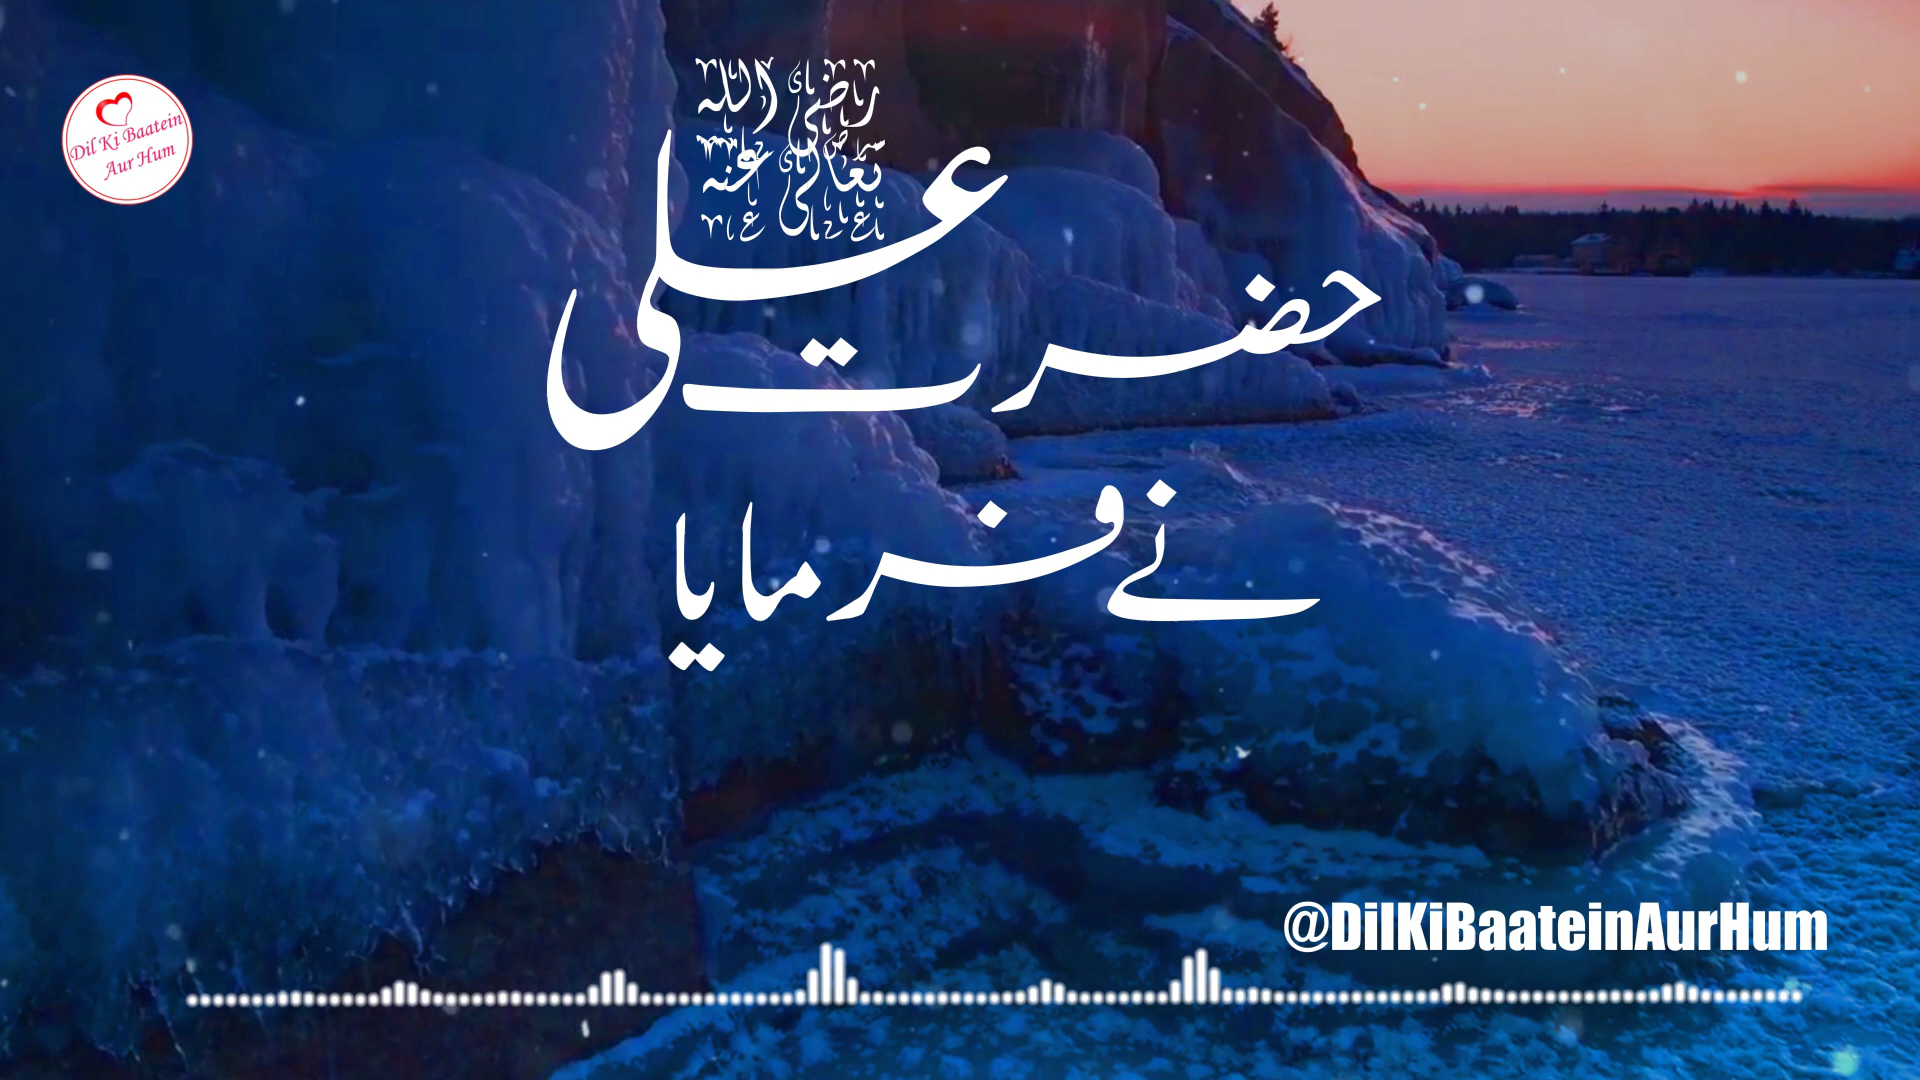 Dil Ki Baatein
Aur Hum
حضرت علی رضی اللہ تعالی عنہ
نے فرمایا
@DilKiBaateinAurHum